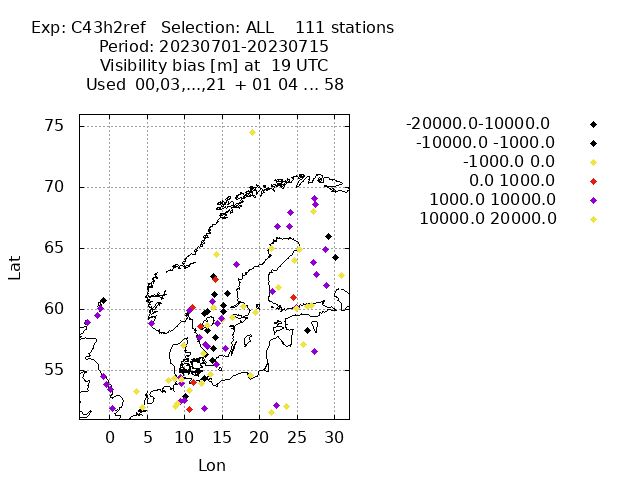 Exp: C43h2ref   Selection: ALL    111 stations
Period: 20230701-20230715
Visibility bias [m] at  19 UTC
Used  00,03,...,21  + 01 04 ... 58
-20000.0-10000.0
-10000.0 -1000.0
-1000.0 0.0
0.0 1000.0
1000.0 10000.0
10000.0 20000.0
75
70
65
60
55
Lat
0 5 10 15 20 25 30
Lon